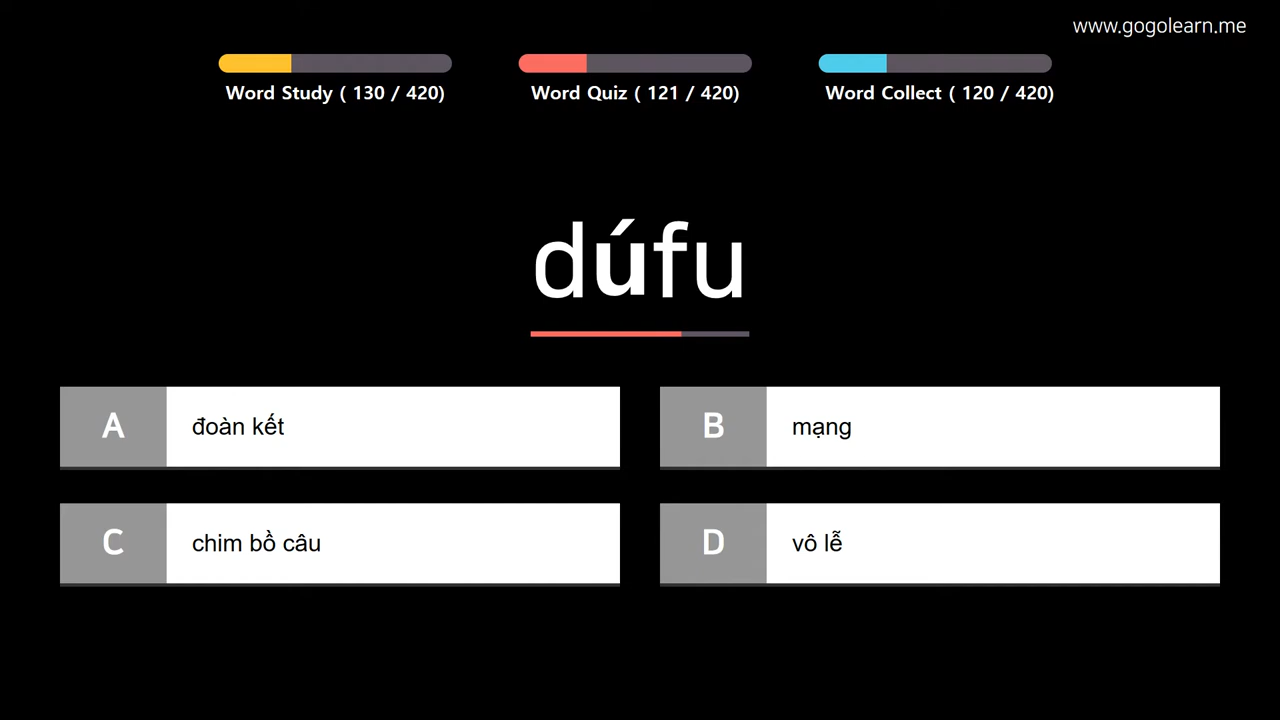 www.gogolearn.me
Word Study ( 130 / 420)
Word Quiz ( 121 / 420)
Word Collect ( 120 / 420)
dúfu
A đoàn kết
B mạng
C chim bồ câu
D vô lễ